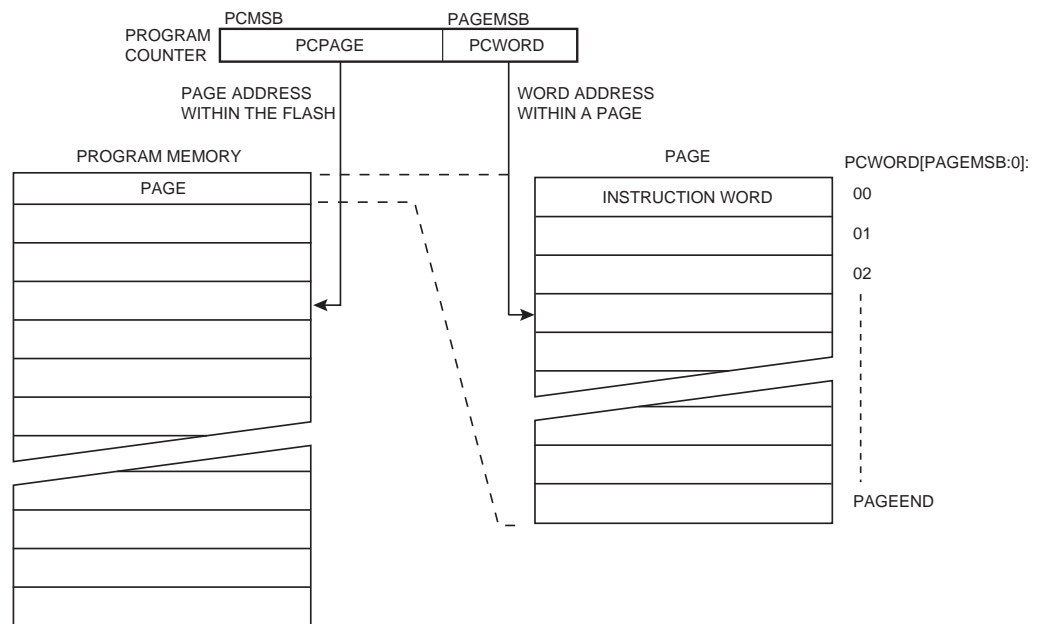 PCMSB
PAGEMSB
PROGRAM
COUNTER
PCPAGE
PCWORD
PAGE ADDRESS
WITHIN THE FLASH
WORD ADDRESS
WITHIN A PAGE
PROGRAM MEMORY
PAGE
PAGE
INSTRUCTION WORD
PCWORD[PAGEMSB:0]:
00
01
02
PAGEEND